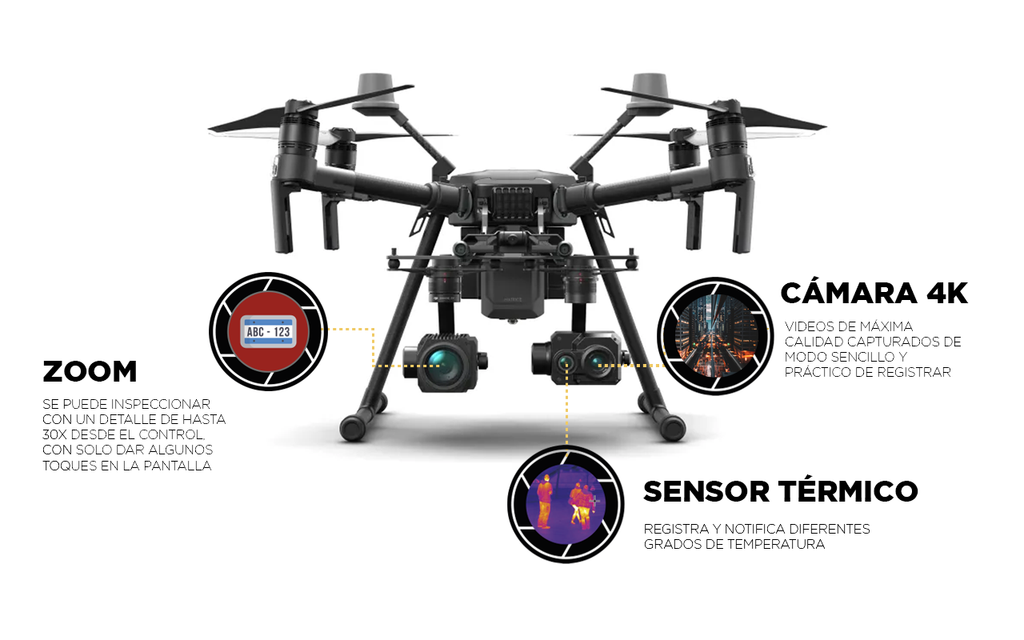 ABC - 123
ZOOM
SE PUEDE INSPECCIONAR
CON UN DETALLE DE HASTA
30X DESDE EL CONTROL,
CON SOLO DAR ALGUNOS
TOQUES EN LA PANTALLA
CÁMARA 4K
VIDEOS DE MÁXIMA
CALIDAD CAPTURADOS DE
MODO SENCILLO Y
PRÁCTICO DE REGISTRAR
SENSOR TÉRMICO
REGISTRA Y NOTIFICA DIFERENTES
GRADOS DE TEMPERATURA